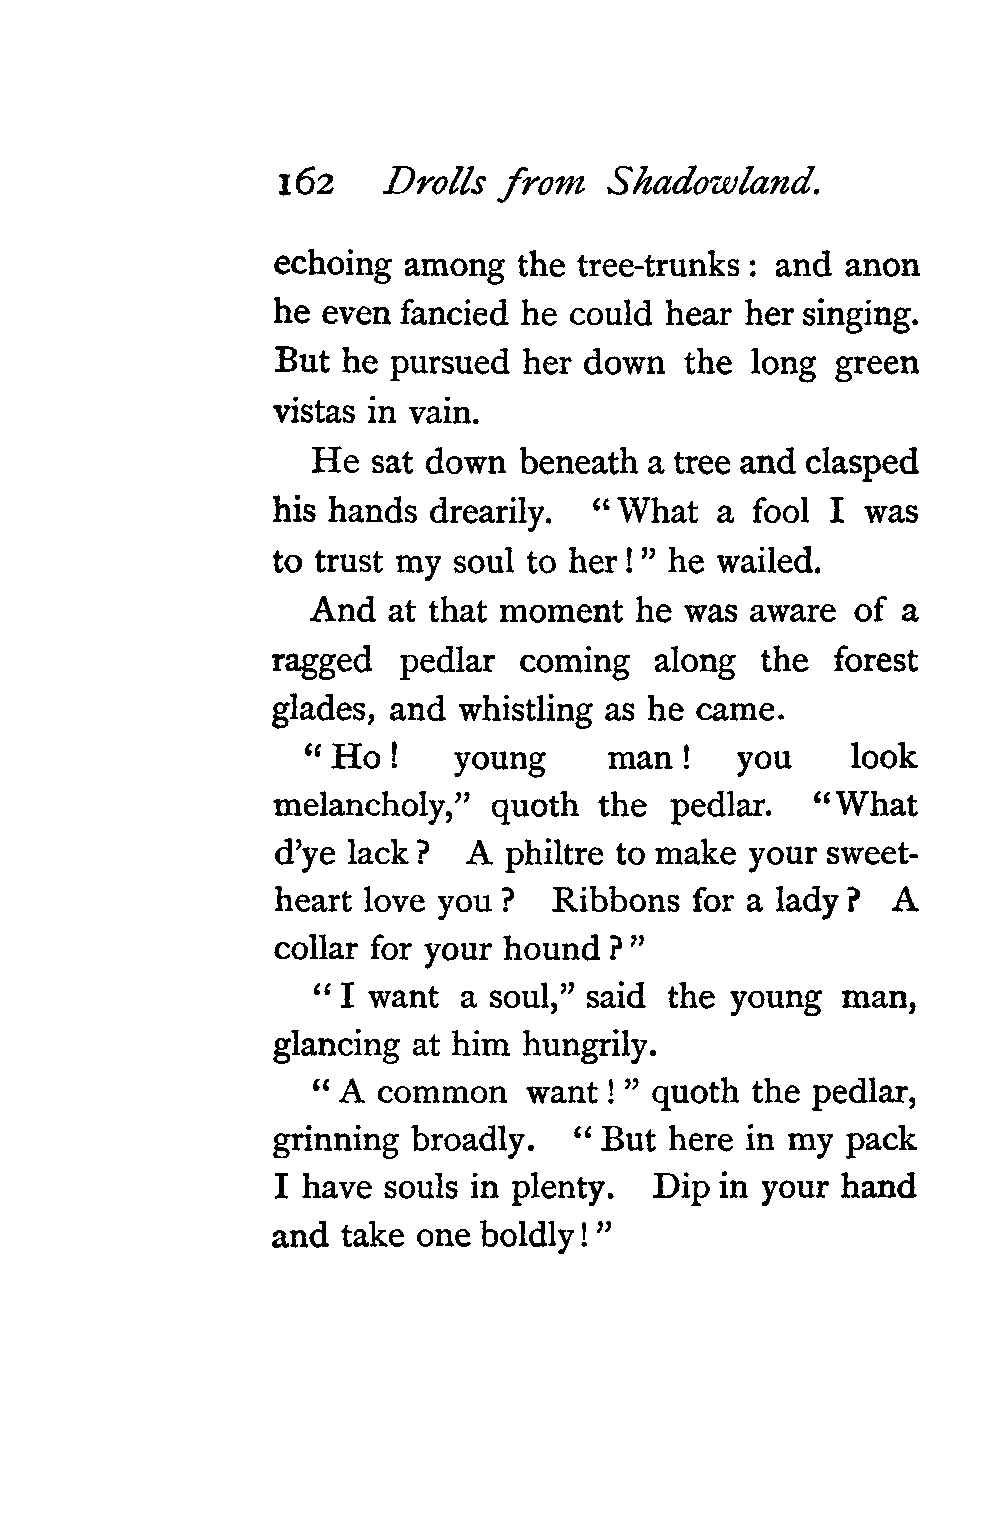 162 Drolls from Shadowland.
echoing among the tree-trunks : and anon
he even fancied he could hear her singing.
But he pursued her down the long green
vistas in vain.
He sat down beneath a tree and clasped
his hands drearily. “ What a fool I was
to trust my soul to her ! ” he wailed.
And at that moment he was aware of a
ragged pedlar coming along the forest
glades, and whistling as he came.
“ Ho ! young man ! you look
melancholy,” quoth the pedlar. “What
d’ye lack ? A philtre to make your sweet-
heart love you ? Ribbons for a lady ? A
collar for your hound ? ”
“ I want a soul,” said the young man,
glancing at him hungrily.
“ A common want ! ” quoth the pedlar,
grinning broadly. “ But here in my pack
I have souls in plenty. Dip in your hand
and take one boldly ! ”